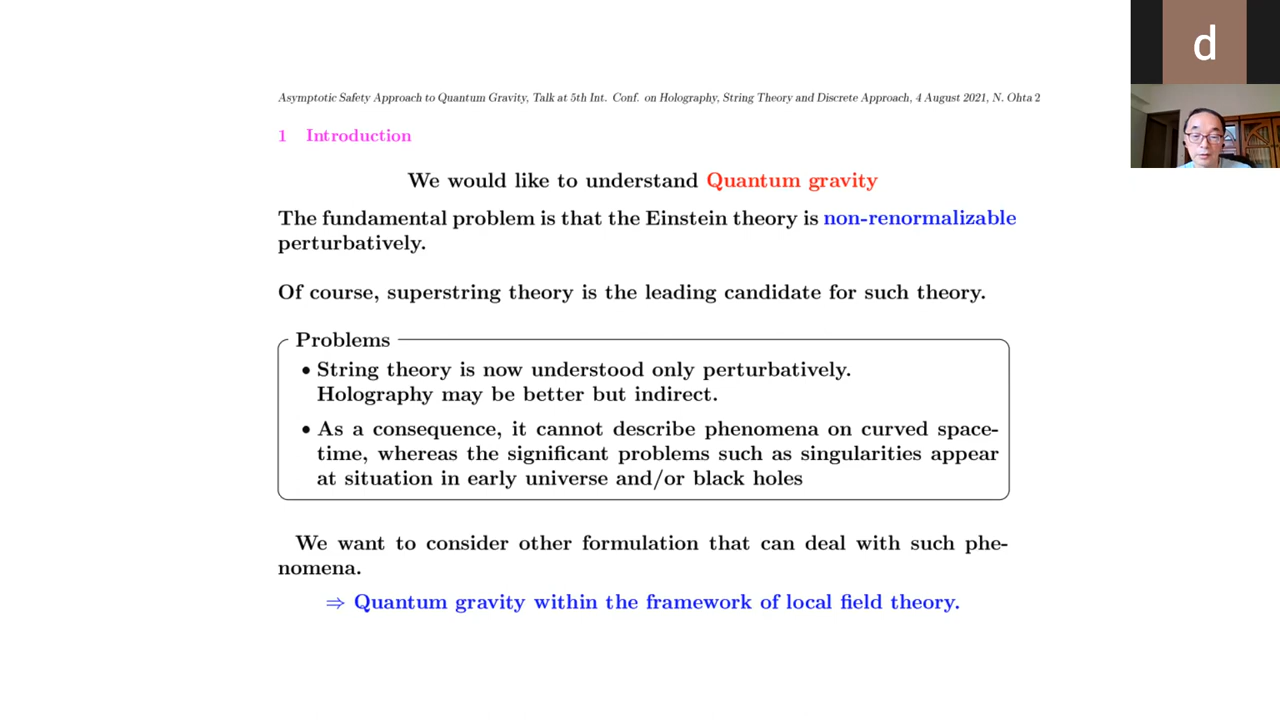 d
Asymptotic Safety Approach to Quantum Gravity, Talk at 5th Int. Conf. on Holography, String Theory and Discrete Approach, 4 August 2021, N. Ohta 2
1 Introduction
We would like to understand Quantum gravity
The fundamental problem is that the Einstein theory is non-renormalizable
perturbatively.
Of course, superstring theory is the leading candidate for such theory.
Problems
• String theory is now understood only perturbatively.
Holography may be better but indirect.
• As a consequence, it cannot describe phenomena on curved space-
time, whereas the significant problems such as singularities appear
at situation in early universe and/or black holes
We want to consider other formulation that can deal with such phe-
nomena.
⇒ Quantum gravity within the framework of local field theory.